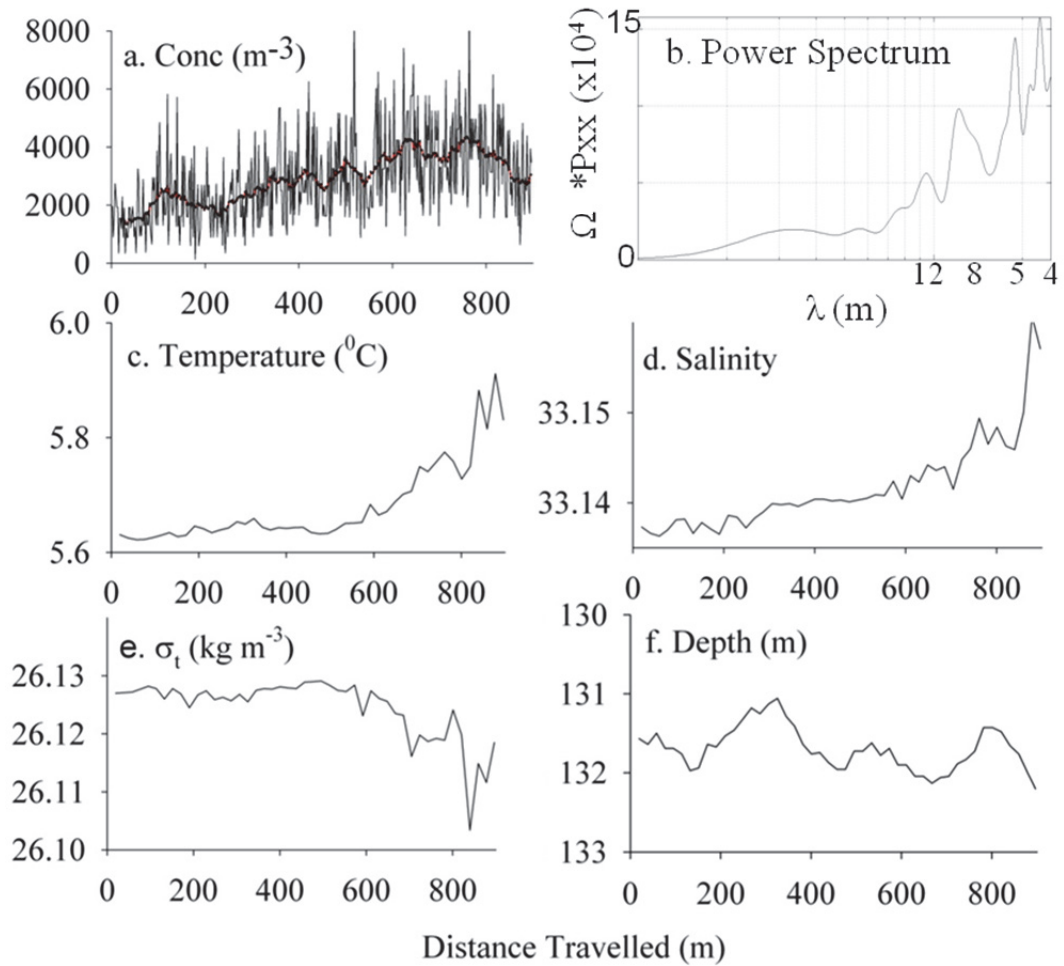 8000
6000
4000
2000
0
a. Conc (m-3)
0 200 400 600 800
15
0
Ω *Pxx (x10⁴)
b. Power Spectrum
12 8 5 4
λ (m)
6.0
5.8
5.6
c. Temperature (⁰C)
0 200 400 600 800
33.15
33.14
d. Salinity
0 200 400 600 800
26.13
26.12
26.11
26.10
e. σt (kg m-3)
0 200 400 600 800
130
131
132
133
f. Depth (m)
0 200 400 600 800
Distance Travelled (m)